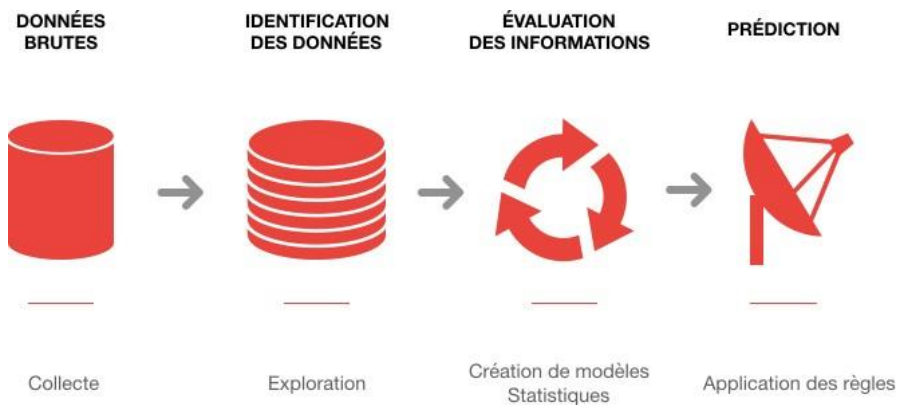 DONNÉES
BRUTES
IDENTIFICATION
DES DONNÉES
ÉVALUATION
DES INFORMATIONS
PRÉDICTION
Collecte
Exploration
Création de modèles
Statistiques
Application des règles